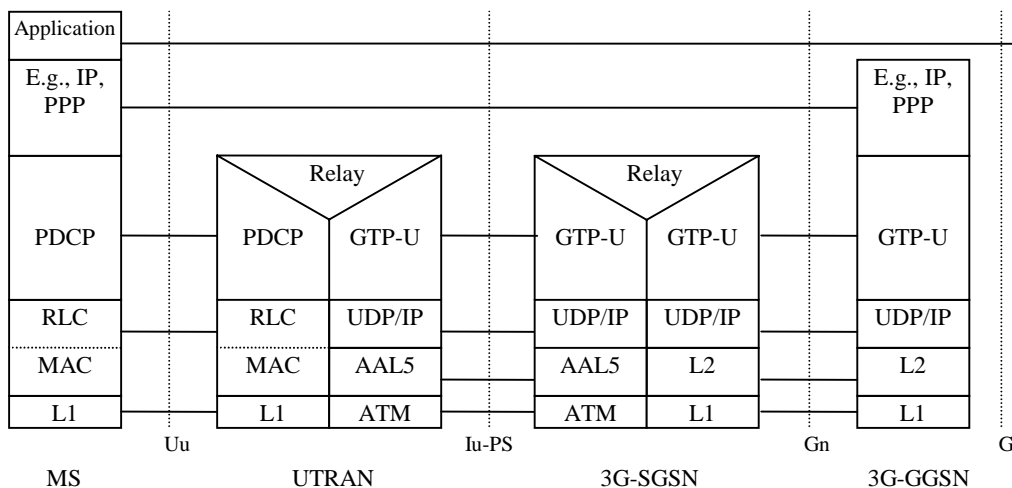 Application
E.g., IP,
PPP
E.g., IP,
PPP
Relay
Relay
PDCP
PDCP
GTP-U
GTP-U
GTP-U
GTP-U
RLC
RLC
UDP/IP
UDP/IP
UDP/IP
UDP/IP
MAC
MAC
AAL5
AAL5
L2
L2
L1
L1
ATM
ATM
L1
L1
Uu
Iu-PS
Gn
G
MS
UTRAN
3G-SGSN
3G-GGSN